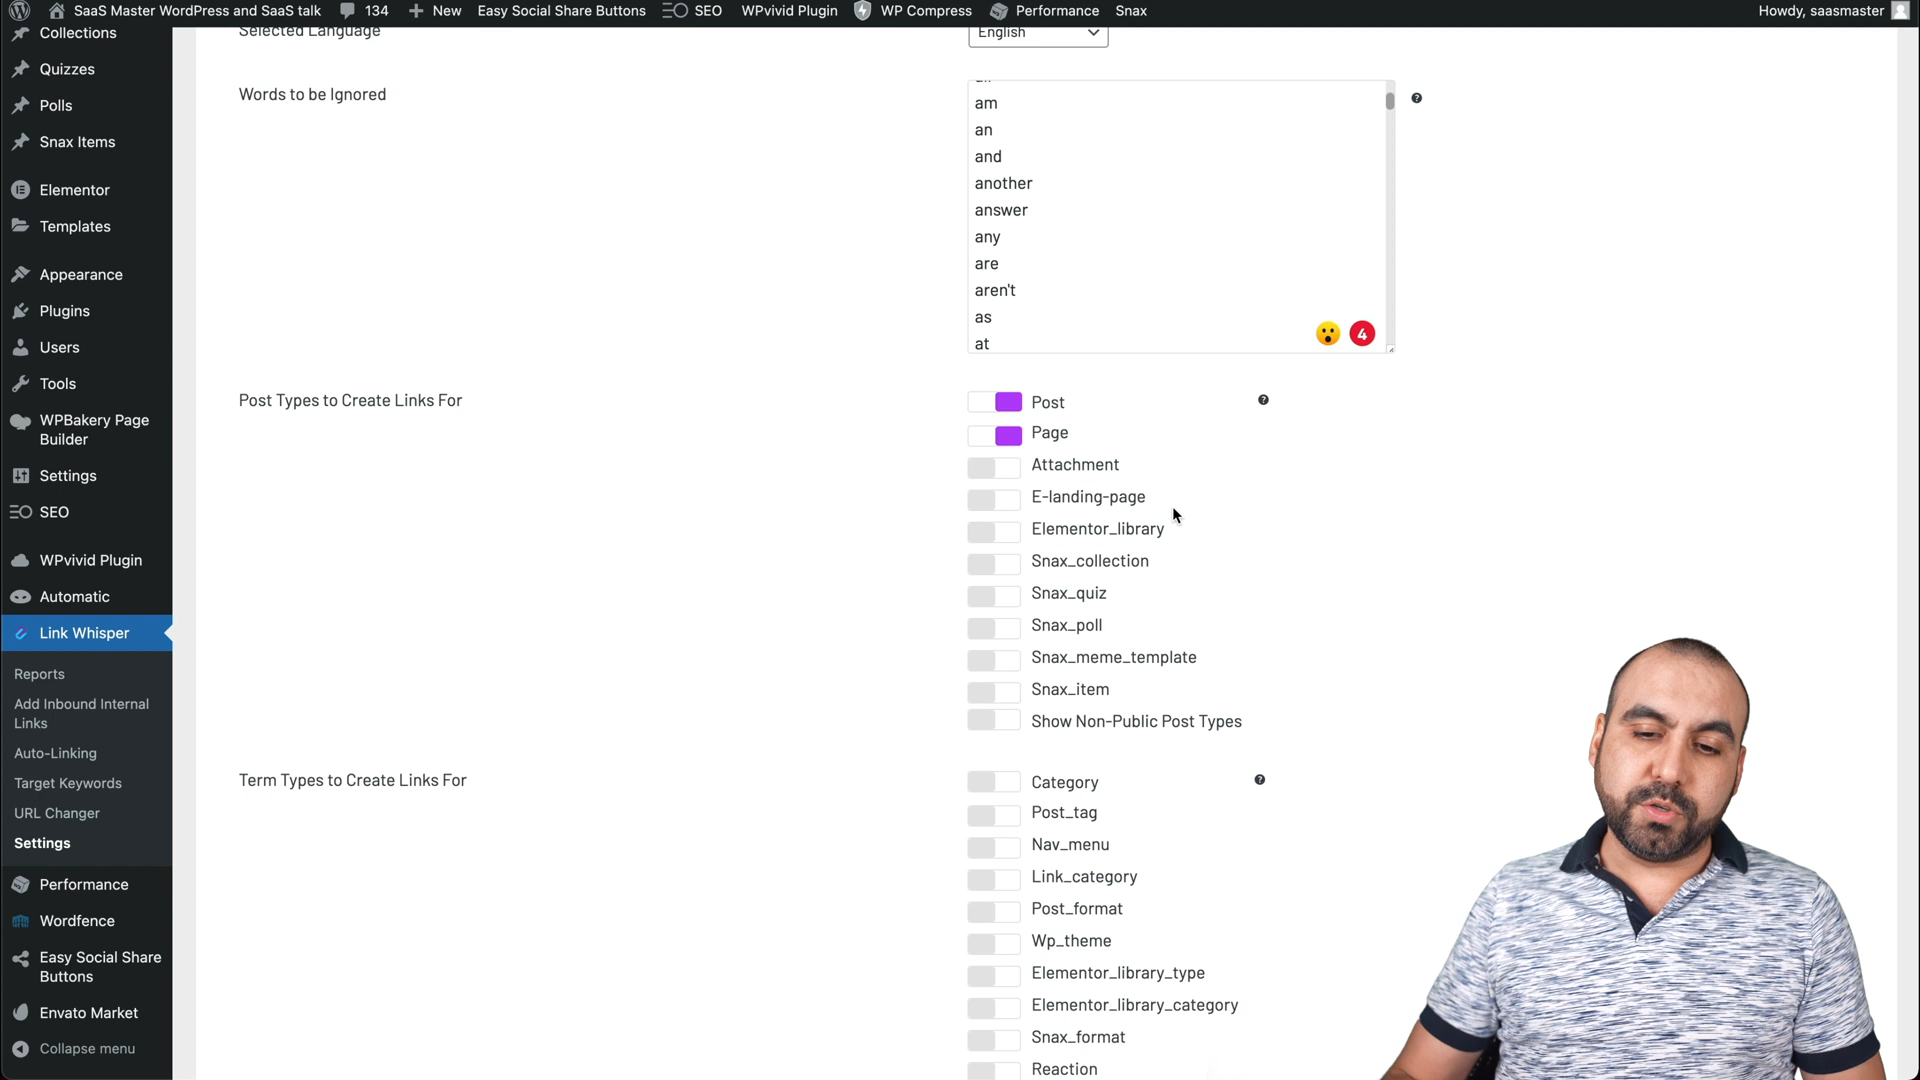 SaaS Master WordPress and SaaS talk 134 New Easy Social Share Buttons SEO WPvivid Plugin WP Compress Performance Snax Howdy, saasmaster
Collections
Quizzes
Polls
Snax Items
Elementor
Templates
Appearance
Plugins
Users
Tools
WPBakery Page
Builder
Settings
SEO
WPvivid Plugin
Automatic
Link Whisper
Reports
Add Inbound Internal
Links
Auto-Linking
Target Keywords
URL Changer
Settings
Performance
Wordfence
Easy Social Share
Buttons
Envato Market
Collapse menu
Selected Language
English
Words to be Ignored
am
an
and
another
answer
any
are
aren't
as
at
4
Post Types to Create Links For
Post
Page
Attachment
E-landing-page
Elementor_library
Snax_collection
Snax_quiz
Snax_poll
Snax_meme_template
Snax_item
Show Non-Public Post Types
Term Types to Create Links For
Category
Post_tag
Nav_menu
Link_category
Post_format
Wp_theme
Elementor_library_type
Elementor_library_category
Snax_format
Reaction